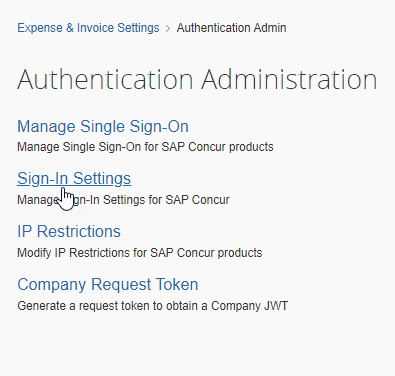 Expense & Invoice Settings > Authentication Admin
Authentication Administration
Manage Single Sign-On
Manage Single Sign-On for SAP Concur products
Sign-In Settings
Manage Sign-In Settings for SAP Concur
IP Restrictions
Modify IP Restrictions for SAP Concur products
Company Request Token
Generate a request token to obtain a Company JWT